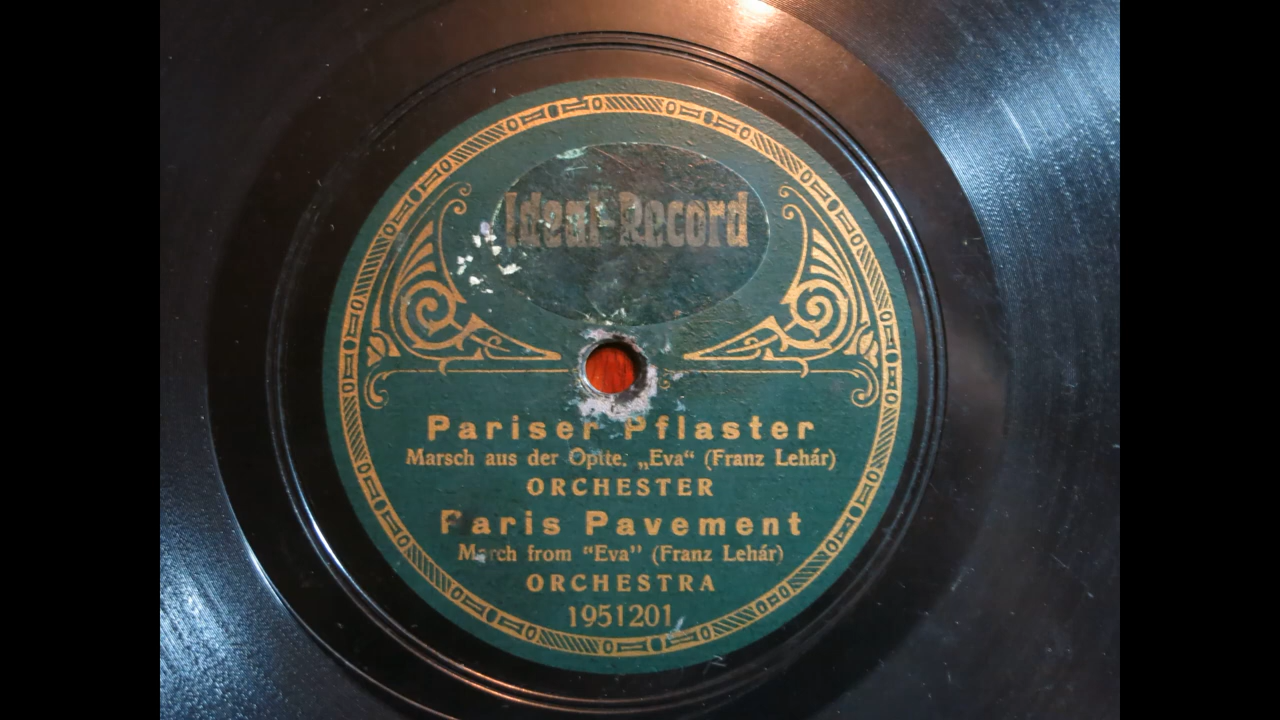 Ideal-Record
Pariser Pflaster
Marsch aus der Optte. „Eva“ (Franz Lehár)
ORCHESTER
Paris Pavement
March from “Eva” (Franz Lehár)
ORCHESTRA
1951201